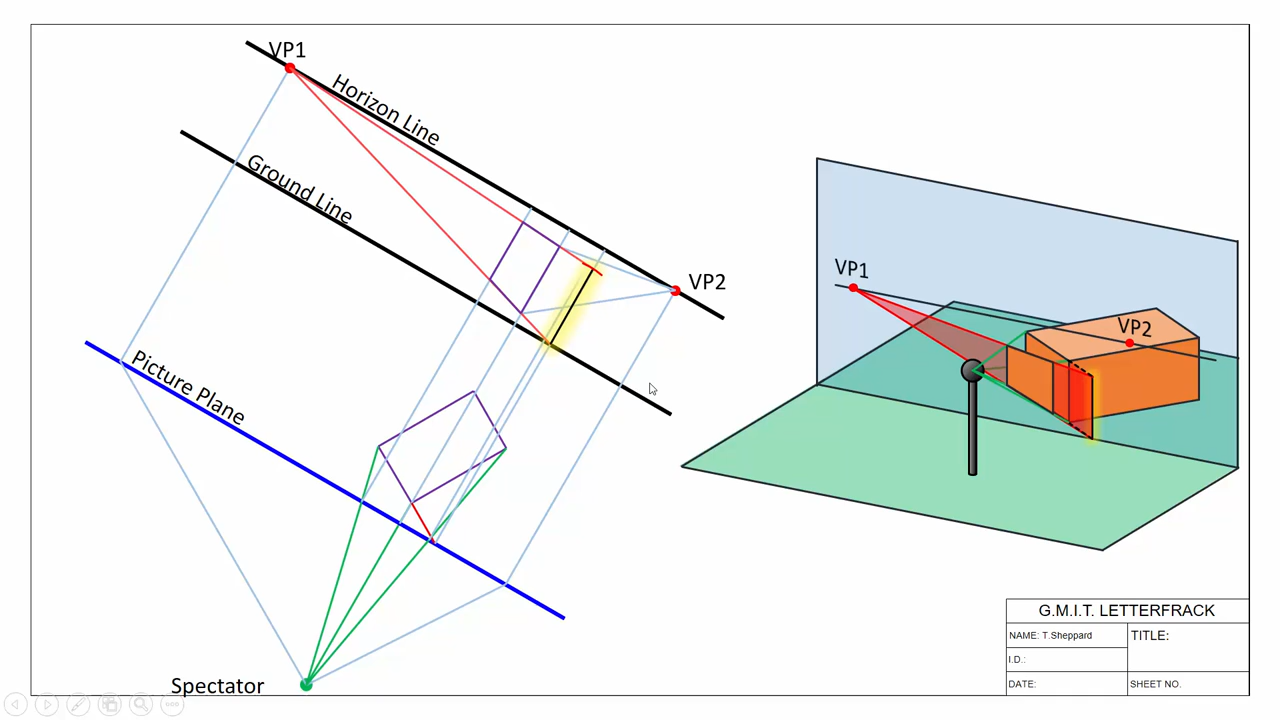 VP1
Horizon Line
Ground Line
VP2
Picture Plane
Spectator
VP1
VP2
G.M.I.T. LETTERFRACK
NAME: T.Sheppard
TITLE:
I.D.:
DATE:
SHEET NO.